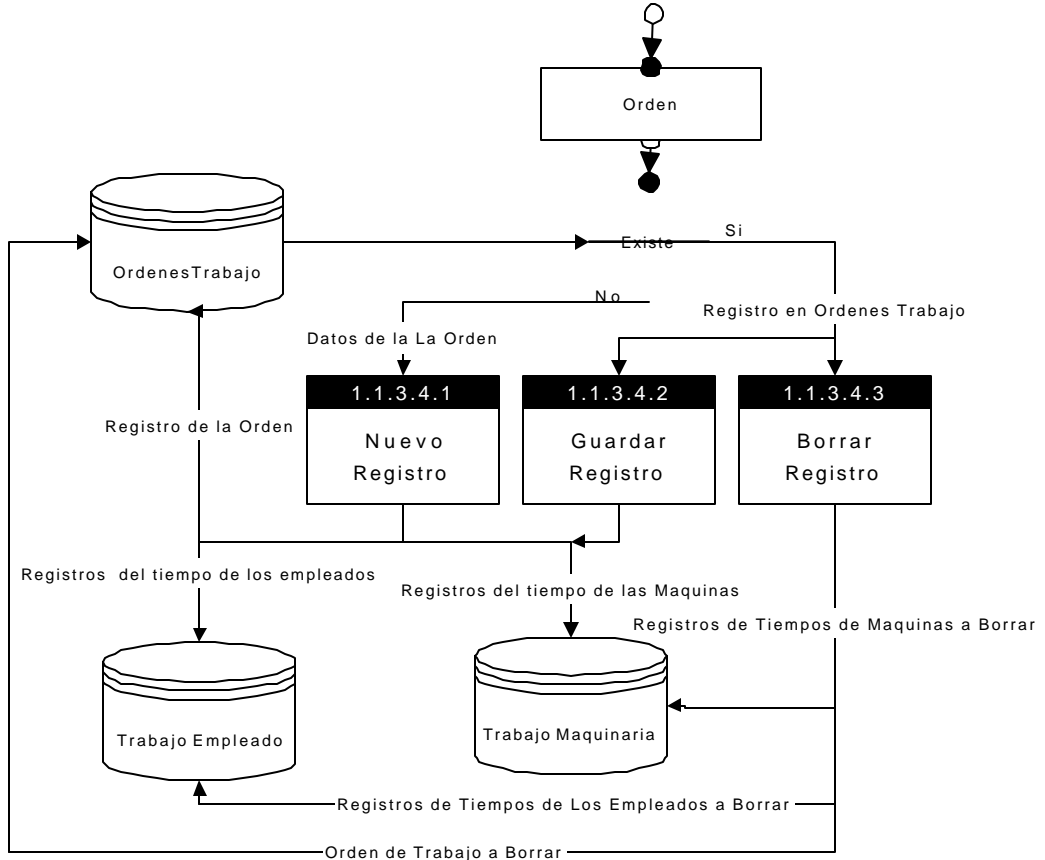 Orden
OrdenesTrabajo
Existe
Si
No
Registro en Ordenes Trabajo
Datos de la La Orden
1.1.3.4.1
1.1.3.4.2
1.1.3.4.3
Nuevo
Registro
Guardar
Registro
Borrar
Registro
Registro de la Orden
Registros del tiempo de los empleados
Registros del tiempo de las Maquinas
Registros de Tiempos de Maquinas a Borrar
Trabajo Empleado
Trabajo Maquinaria
Registros de Tiempos de Los Empleados a Borrar
Orden de Trabajo a Borrar